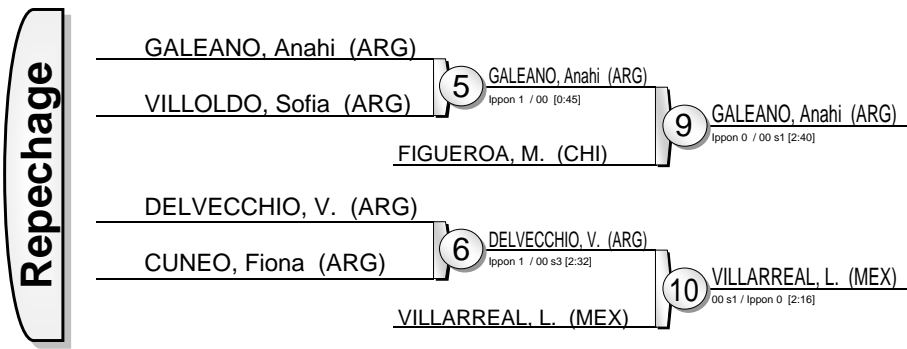 Repechage
GALEANO, Anahi (ARG)
VILLOLDO, Sofia (ARG)
5
GALEANO, Anahi (ARG)
Ippon 1 / 00 [0:45]
FIGUEROA, M. (CHI)
9
GALEANO, Anahi (ARG)
Ippon 0 / 00 s1 [2:40]
DELVECCHIO, V. (ARG)
CUNEO, Fiona (ARG)
6
DELVECCHIO, V. (ARG)
Ippon 1 / 00 s3 [2:32]
VILLARREAL, L. (MEX)
10
VILLARREAL, L. (MEX)
00 s1 / Ippon 0 [2:16]